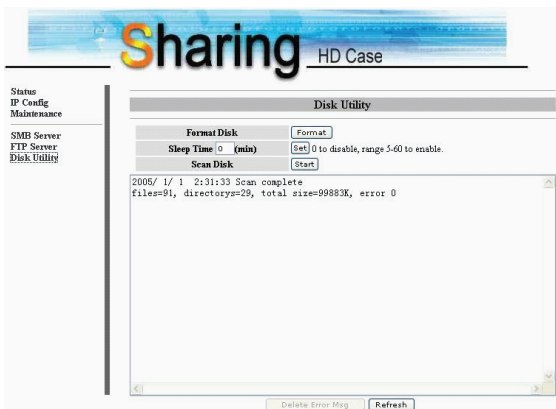 Sharing HD Case
Status
IP Config
Maintenance
SMB Server
FTP Server
Disk Utility
Disk Utility
Format Disk Format
Sleep Time 0 (min) Set 0 to disable, range 5-60 to enable.
Scan Disk Start
2005/ 1/ 1 2:31:33 Scan complete
files=91, directorys=29, total size=99883K, error 0
Delete Error Msg Refresh